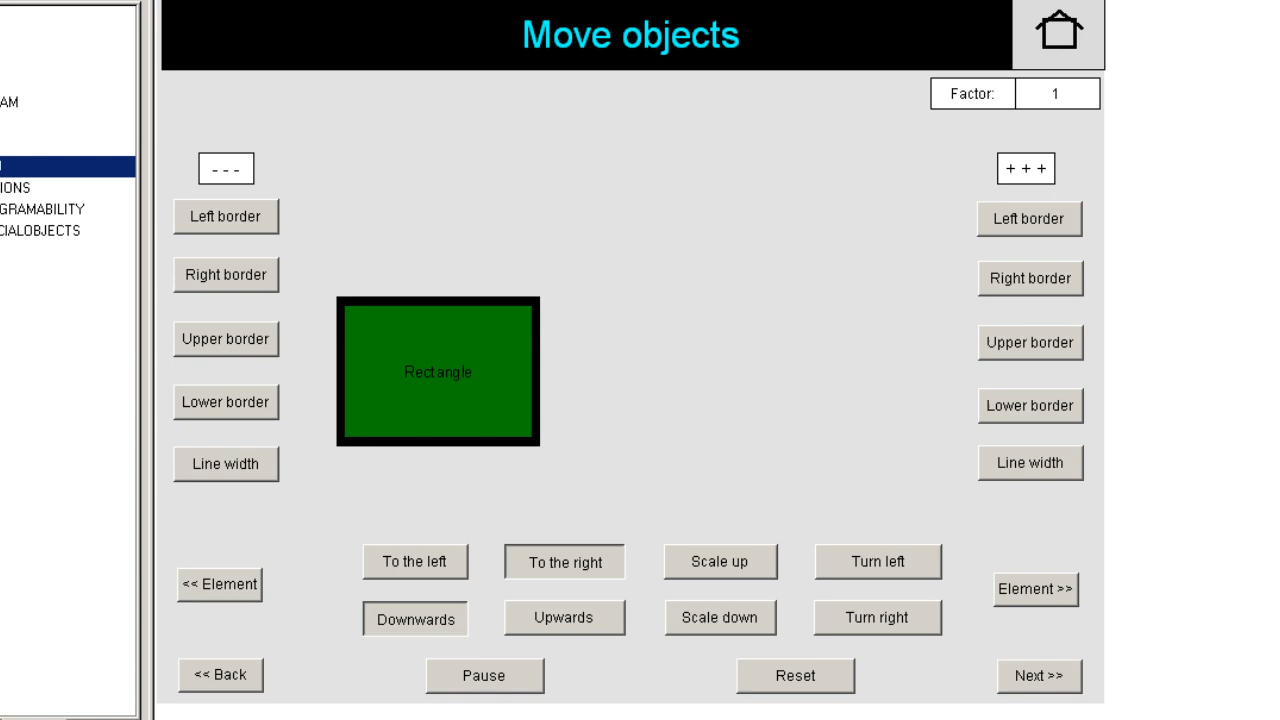 Move objects
Factor: 1
AM
IONS
GRAMABILITY
CIALOBJECTS
- - -
+ + +
Left border
Left border
Right border
Right border
Upper border
Upper border
Rectangle
Lower border
Lower border
Line width
Line width
To the left
To the right
Scale up
Turn left
<< Element
Element >>
Downwards
Upwards
Scale down
Turn right
<< Back
Pause
Reset
Next >>